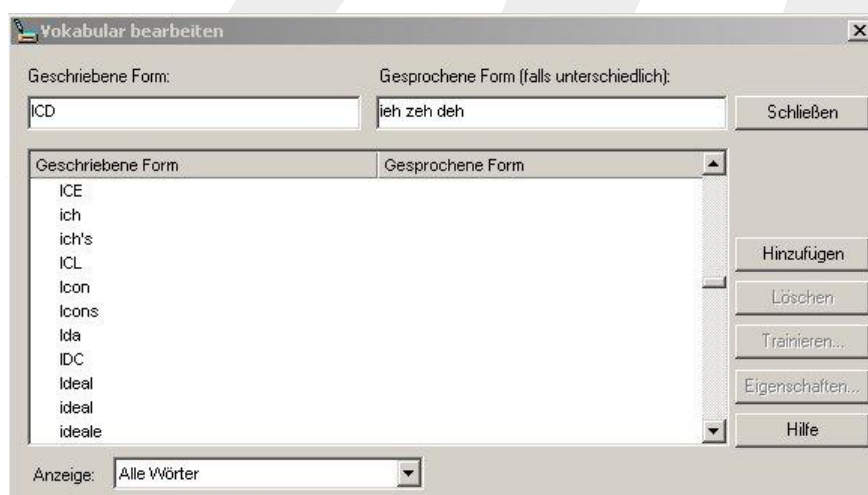 Vokabular bearbeiten
Geschriebene Form: Gesprochene Form (falls unterschiedlich):
ICD ieh zeh deh Schließen
Geschriebene Form Gesprochene Form
ICE
ich
ich's
ICL
Icon
Icons
Ida
IDC
Ideal
ideal
ideale
Hinzufügen
Löschen
Trainieren...
Eigenschaften...
Hilfe
Anzeige: Alle Wörter